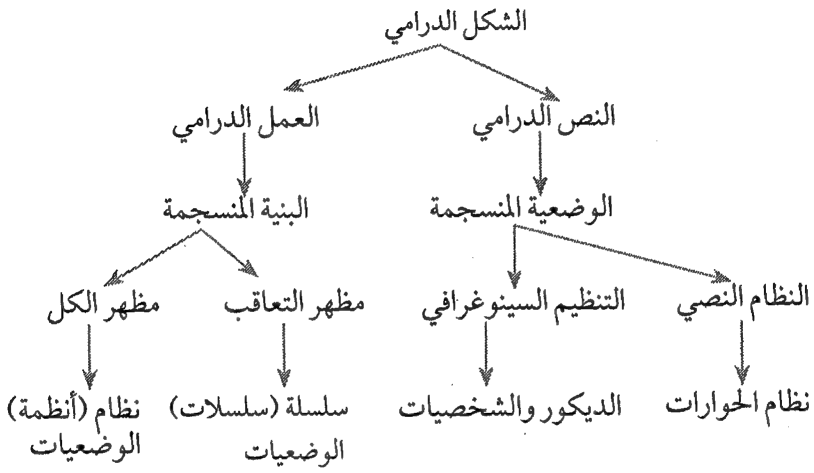 الشكل الدرامي
النص الدرامي
العمل الدرامي
الوضعية المنسجمة
البنية المنسجمة
النظام النصي
التنظيم السينوغرافي
مظهر التعاقب
مظهر الكل
نظام الحوارات
الديكور والشخصيات
سلسلة (سلسلات)
الوضعيات
نظام (أنظمة)
الوضعيات